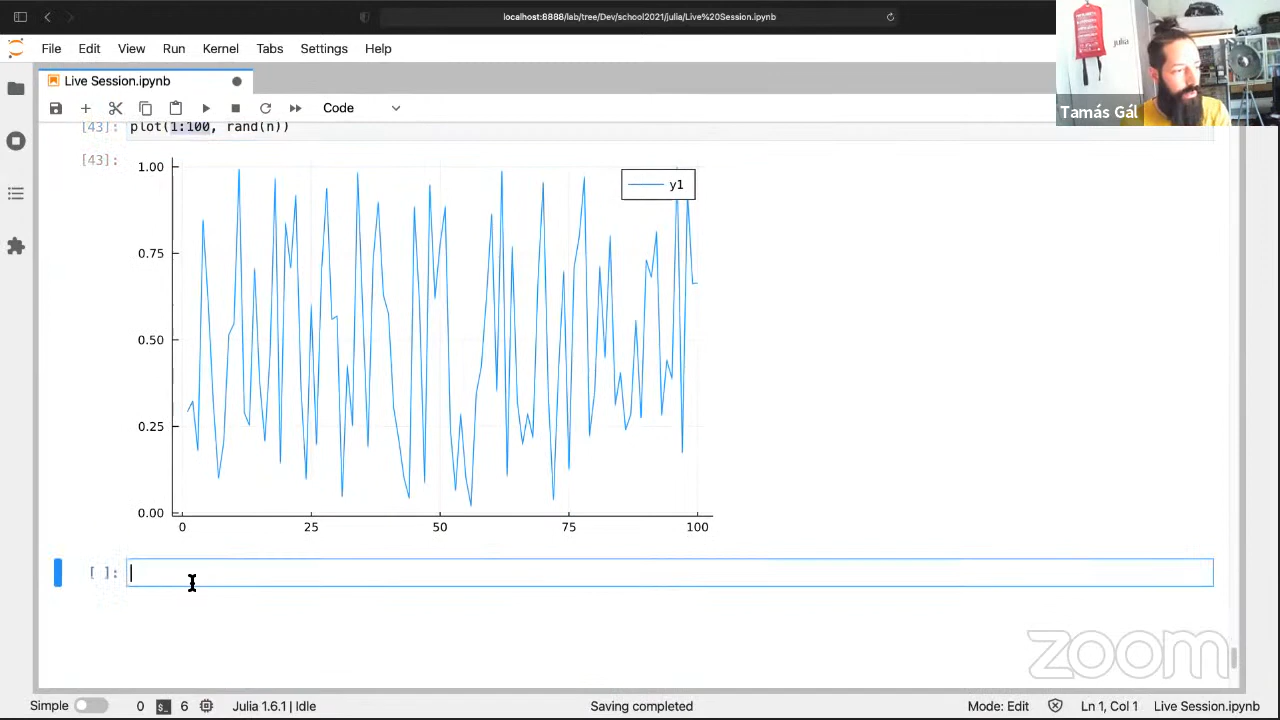 localhost:8888/lab/tree/Dev/school2021/julia/Live%20Session.ipynb
File Edit View Run Kernel Tabs Settings Help
julia
Live Session.ipynb
Tamás Gál
Code
[43]: plot(1:100, rand(n))
[43]:
1.00
0.75
0.50
0.25
0.00
y1
0 25 50 75 100
[ ]:
zoom
Simple 0 $_ 6 Julia 1.6.1 | Idle Saving completed Mode: Edit Ln 1, Col 1 Live Session.ipynb